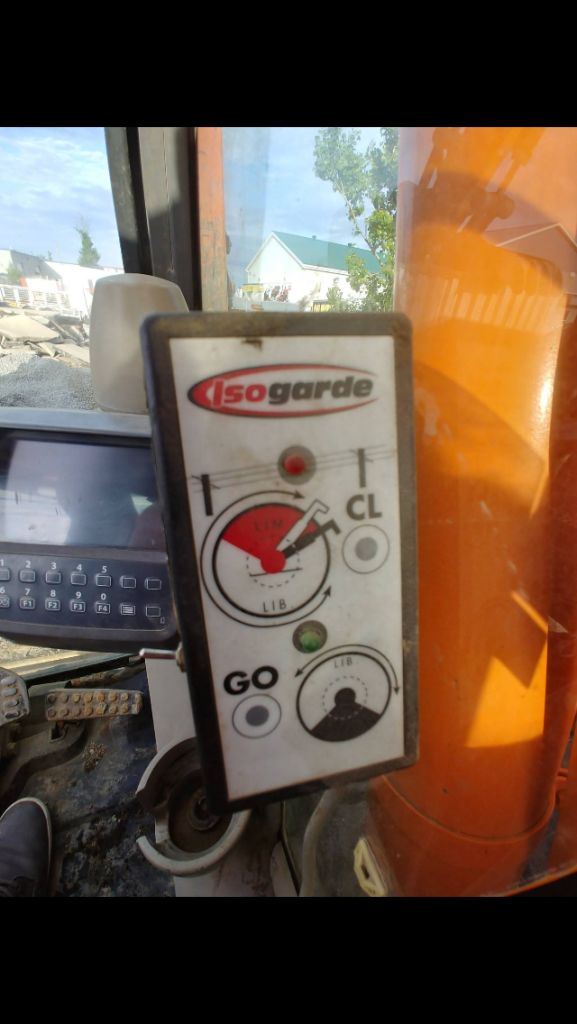 Isogarde
LIM
CL
LIB
GO
LIB
1 2 3 4 5
6 7 8 9 0
F1 F2 F3 F4